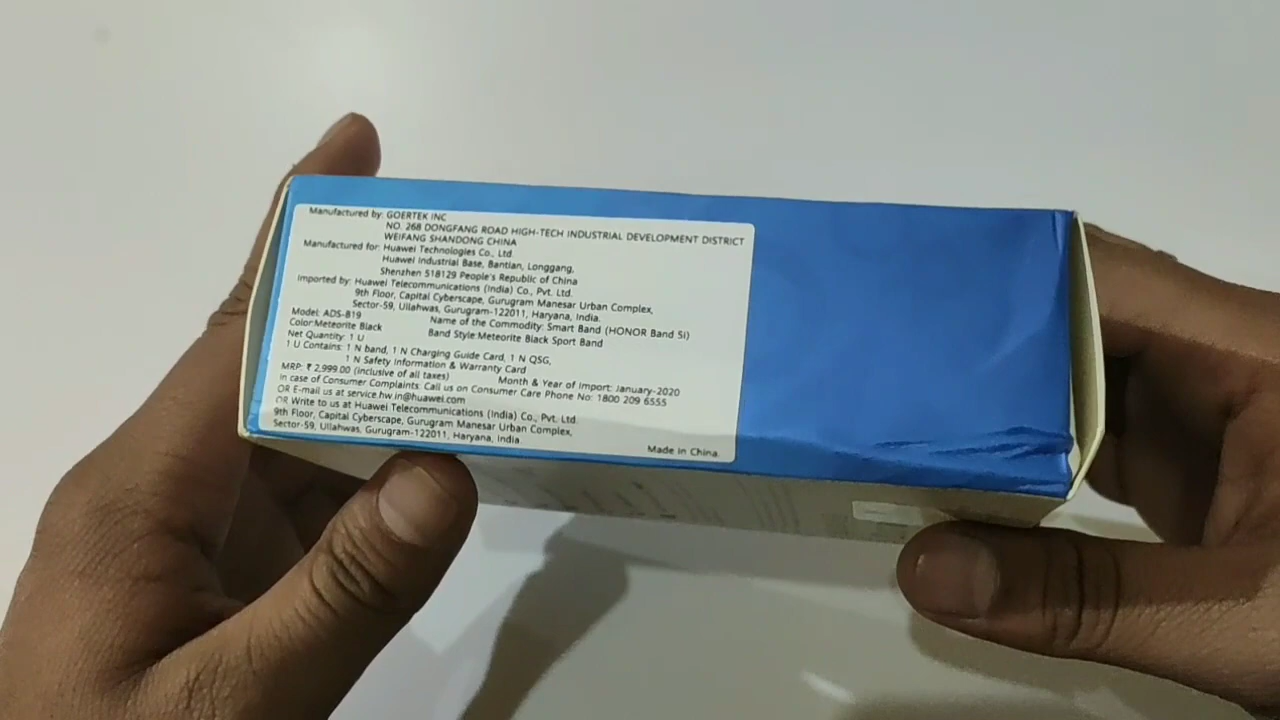 Manufactured by: GOERTEK INC
NO. 268 DONGFANG ROAD HIGH-TECH INDUSTRIAL DEVELOPMENT DISTRICT
WEIFANG SHANDONG CHINA
Manufactured for: Huawei Technologies Co., Ltd.
Huawei Industrial Base, Bantian, Longgang,
Shenzhen 518129 People's Republic of China
Imported by: Huawei Telecommunications (India) Co., Pvt. Ltd.
9th Floor, Capital Cyberscape, Gurugram Manesar Urban Complex,
Sector-59, Ullahwas, Gurugram-122011, Haryana, India.
Model: ADS-B19 Name of the Commodity: Smart Band (HONOR Band 5i)
Color:Meteorite Black Band Style:Meteorite Black Sport Band
Net Quantity: 1 U
1 U Contains: 1 N band, 1 N Charging Guide Card, 1 N QSG,
1 N Safety Information & Warranty Card
MRP: ₹ 2,999.00 (inclusive of all taxes) Month & Year of Import: January-2020
In case of Consumer Complaints: Call us on Consumer Care Phone No: 1800 209 6555
OR E-mail us at service.hw.in@huawei.com
OR Write to us at Huawei Telecommunications (India) Co., Pvt. Ltd.
9th Floor, Capital Cyberscape, Gurugram Manesar Urban Complex,
Sector-59, Ullahwas, Gurugram-122011, Haryana, India.
Made in China.